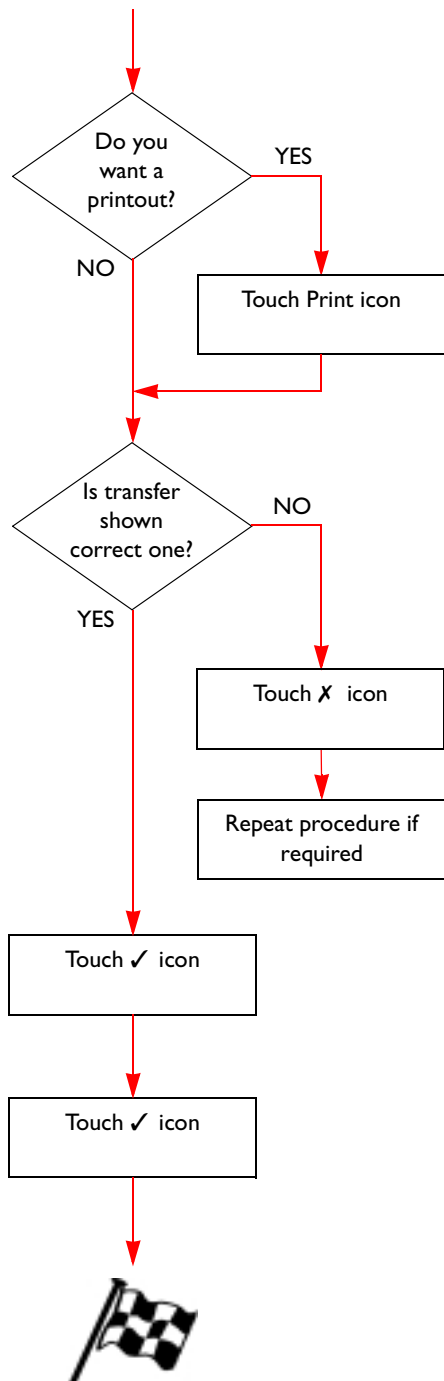 Do you
want a
printout?
YES
NO
Touch Print icon
Is transfer
shown
correct one?
NO
YES
Touch ✗ icon
Repeat procedure if
required
Touch ✓ icon
Touch ✓ icon